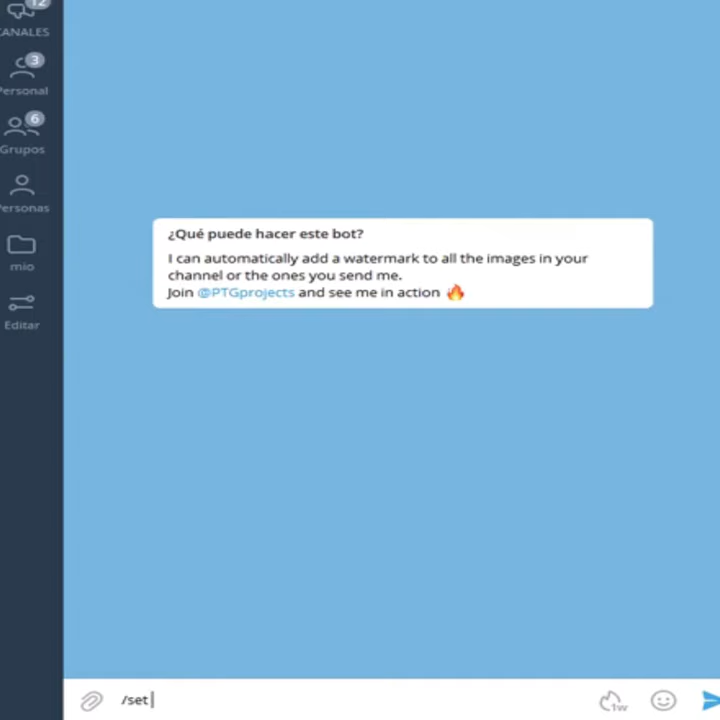 12
CANALES
3
Personal
6
Grupos
Personas
mio
Editar
¿Qué puede hacer este bot?
I can automatically add a watermark to all the images in your
channel or the ones you send me.
Join @PTGprojects and see me in action 🔥
/set
1w